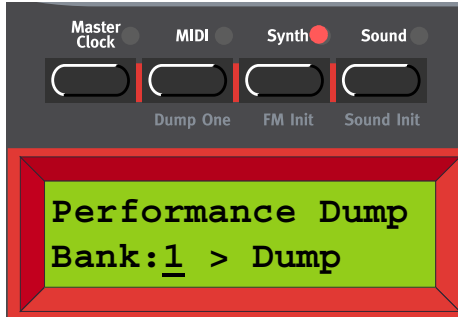 Master
Clock
MIDI
Synth
Sound
Dump One
FM Init
Sound Init
Performance Dump
Bank:1 > Dump